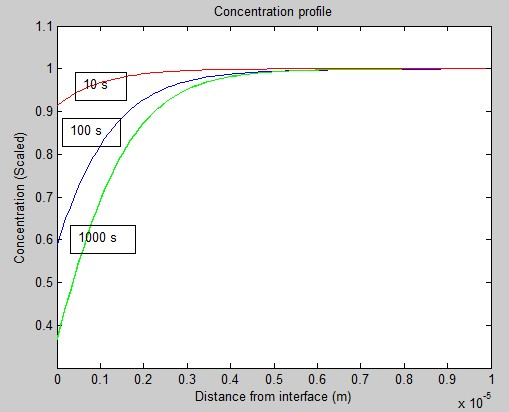 Concentration profile
1.1
1
0.9
0.8
0.7
0.6
0.5
0.4
Concentration (Scaled)
10 s
100 s
1000 s
0 0.1 0.2 0.3 0.4 0.5 0.6 0.7 0.8 0.9 1
Distance from interface (m)
x 10⁻⁵